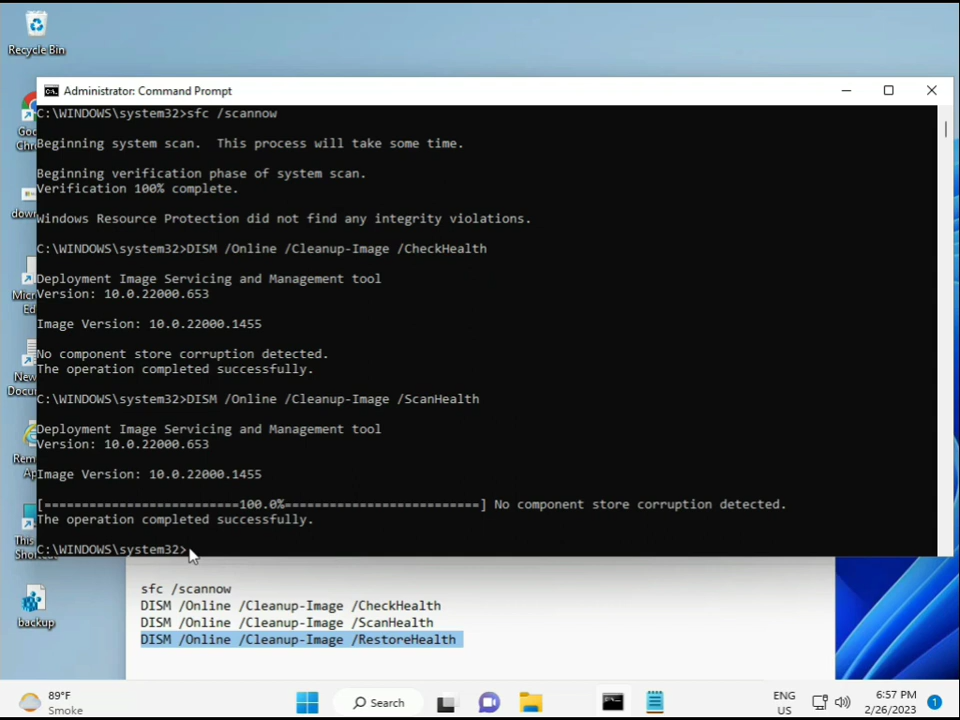 Recycle Bin
Administrator: Command Prompt
C:\WINDOWS\system32>sfc /scannow
Beginning system scan.  This process will take some time.
Beginning verification phase of system scan.
Verification 100% complete.
Windows Resource Protection did not find any integrity violations.
C:\WINDOWS\system32>DISM /Online /Cleanup-Image /CheckHealth
Deployment Image Servicing and Management tool
Version: 10.0.22000.653
Image Version: 10.0.22000.1455
No component store corruption detected.
The operation completed successfully.
C:\WINDOWS\system32>DISM /Online /Cleanup-Image /ScanHealth
Deployment Image Servicing and Management tool
Version: 10.0.22000.653
Image Version: 10.0.22000.1455
[==========================100.0%==========================] No component store corruption detected.
The operation completed successfully.
C:\WINDOWS\system32>
sfc /scannow
DISM /Online /Cleanup-Image /CheckHealth
DISM /Online /Cleanup-Image /ScanHealth
DISM /Online /Cleanup-Image /RestoreHealth
backup
89°F
Smoke
Search
ENG
US
6:57 PM
2/26/2023
1